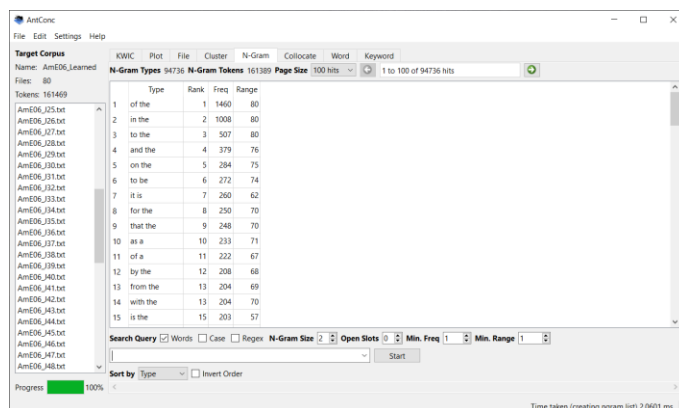 AntConc
File Edit Settings Help
Target Corpus
Name: AmE06_Learned
Files: 80
Tokens: 161469
AmE06_J25.txt
AmE06_J26.txt
AmE06_J27.txt
AmE06_J28.txt
AmE06_J29.txt
AmE06_J30.txt
AmE06_J31.txt
AmE06_J32.txt
AmE06_J33.txt
AmE06_J34.txt
AmE06_J35.txt
AmE06_J36.txt
AmE06_J37.txt
AmE06_J38.txt
AmE06_J39.txt
AmE06_J40.txt
AmE06_J41.txt
AmE06_J42.txt
AmE06_J43.txt
AmE06_J44.txt
AmE06_J45.txt
AmE06_J46.txt
AmE06_J47.txt
AmE06_J48.txt
Progress 100%
KWIC Plot File Cluster N-Gram Collocate Word Keyword
N-Gram Types 94736 N-Gram Tokens 161389 Page Size 100 hits 1 to 100 of 94736 hits
Type Rank Freq Range
1 of the 1 1460 80
2 in the 2 1008 80
3 to the 3 507 80
4 and the 4 379 76
5 on the 5 284 75
6 to be 6 272 74
7 it is 7 260 62
8 for the 8 250 70
9 that the 9 248 70
10 as a 10 233 71
11 of a 11 222 67
12 by the 12 208 68
13 from the 13 204 69
14 with the 13 204 70
15 is the 15 203 57
Search Query Words Case Regex N-Gram Size 2 Open Slots 0 Min. Freq 1 Min. Range 1
Start
Sort by Type Invert Order
Time taken (creating ngram list) 2.0601 ms